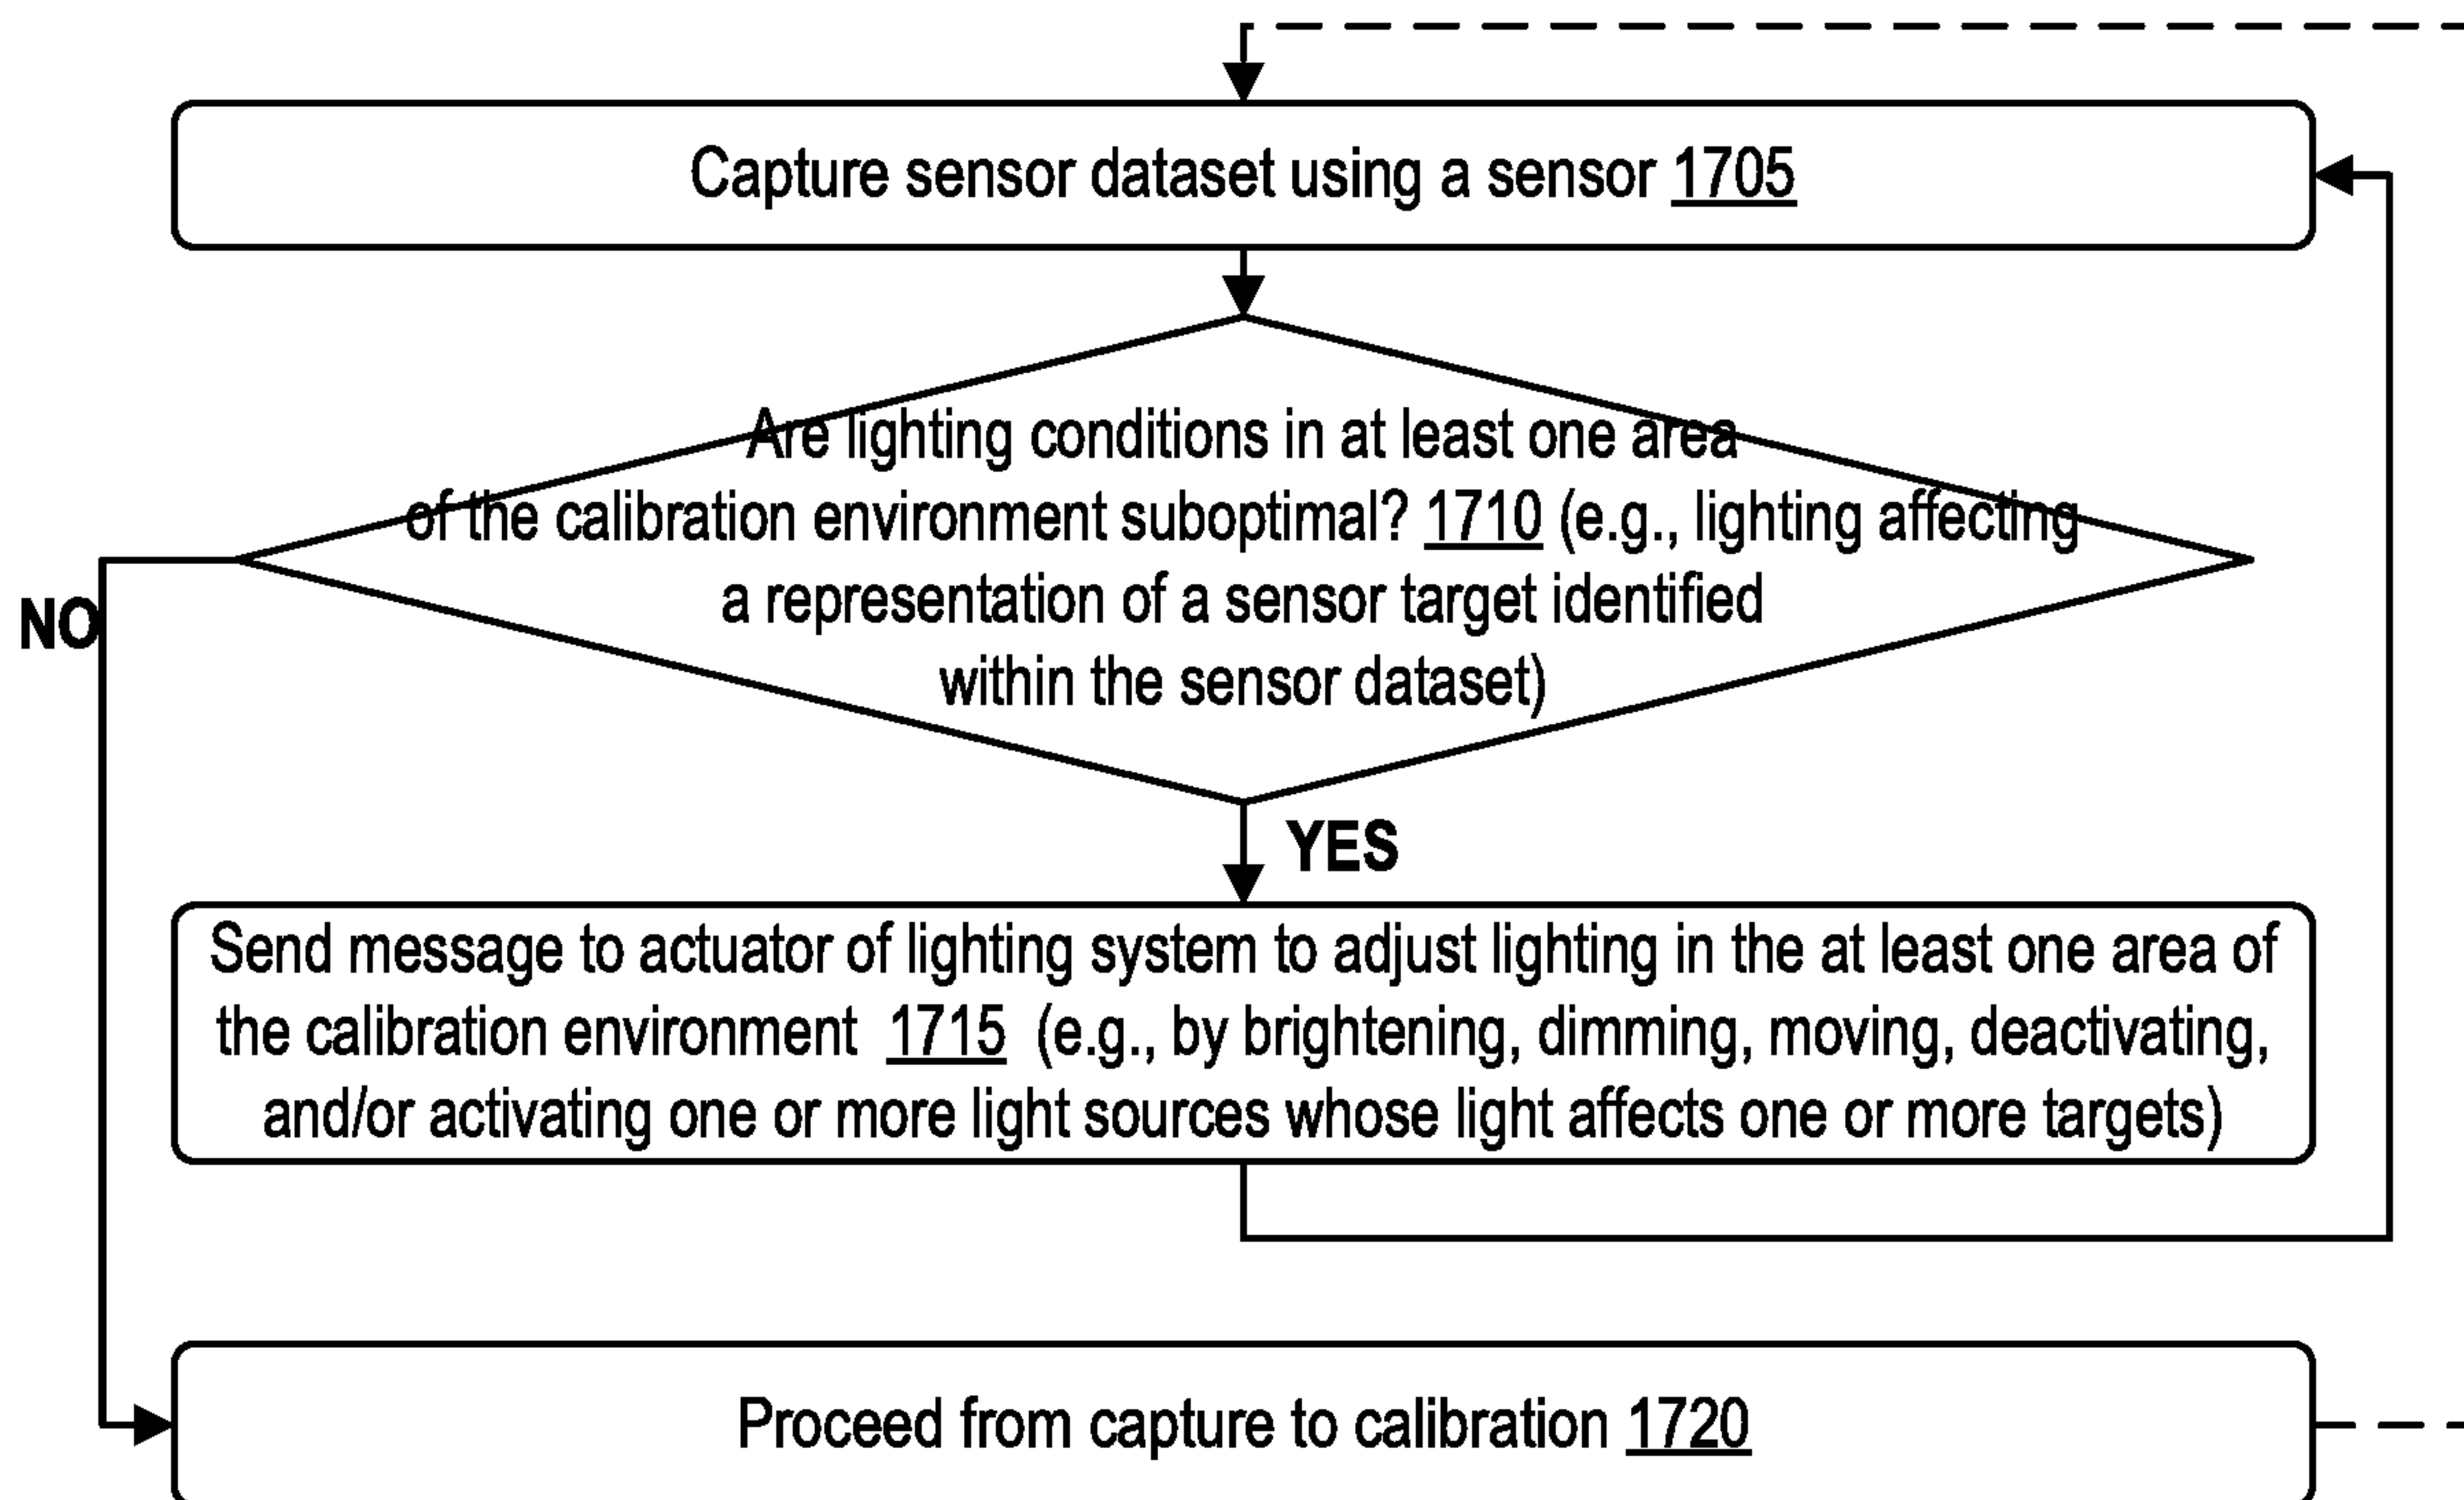 Capture sensor dataset using a sensor 1705
Are lighting conditions in at least one area
of the calibration environment suboptimal? 1710 (e.g., lighting affecting
a representation of a sensor target identified
within the sensor dataset)
NO
YES
Send message to actuator of lighting system to adjust lighting in the at least one area of
the calibration environment 1715 (e.g., by brightening, dimming, moving, deactivating,
and/or activating one or more light sources whose light affects one or more targets)
Proceed from capture to calibration 1720